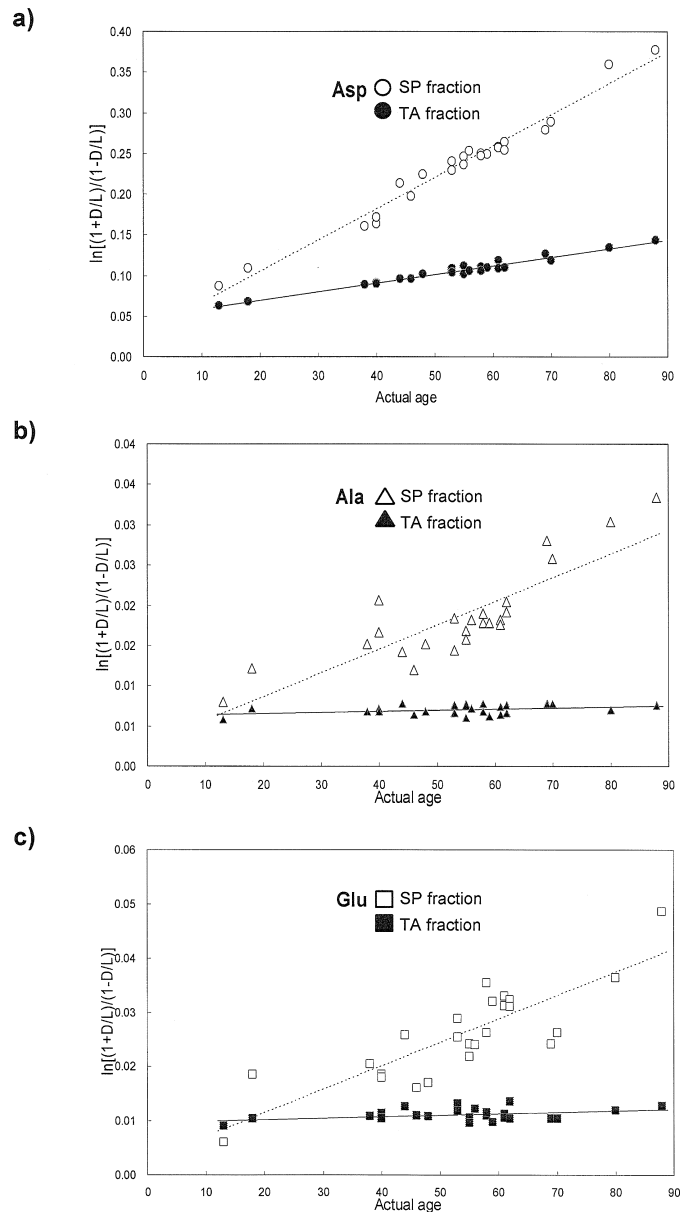 a)
0.40
0.35
0.30
0.25
0.20
0.15
0.10
0.05
0.00
ln[(1+D/L)/(1-D/L)]
Asp SP fraction
TA fraction
0 10 20 30 40 50 60 70 80 90
Actual age
b)
0.04
0.04
0.03
0.03
0.02
0.02
0.01
0.01
0.00
ln[(1+D/L)/(1-D/L)]
Ala SP fraction
TA fraction
0 10 20 30 40 50 60 70 80 90
Actual age
c)
0.06
0.05
0.04
0.03
0.02
0.01
0.00
ln[(1+D/L)/(1-D/L)]
Glu SP fraction
TA fraction
0 10 20 30 40 50 60 70 80 90
Actual age